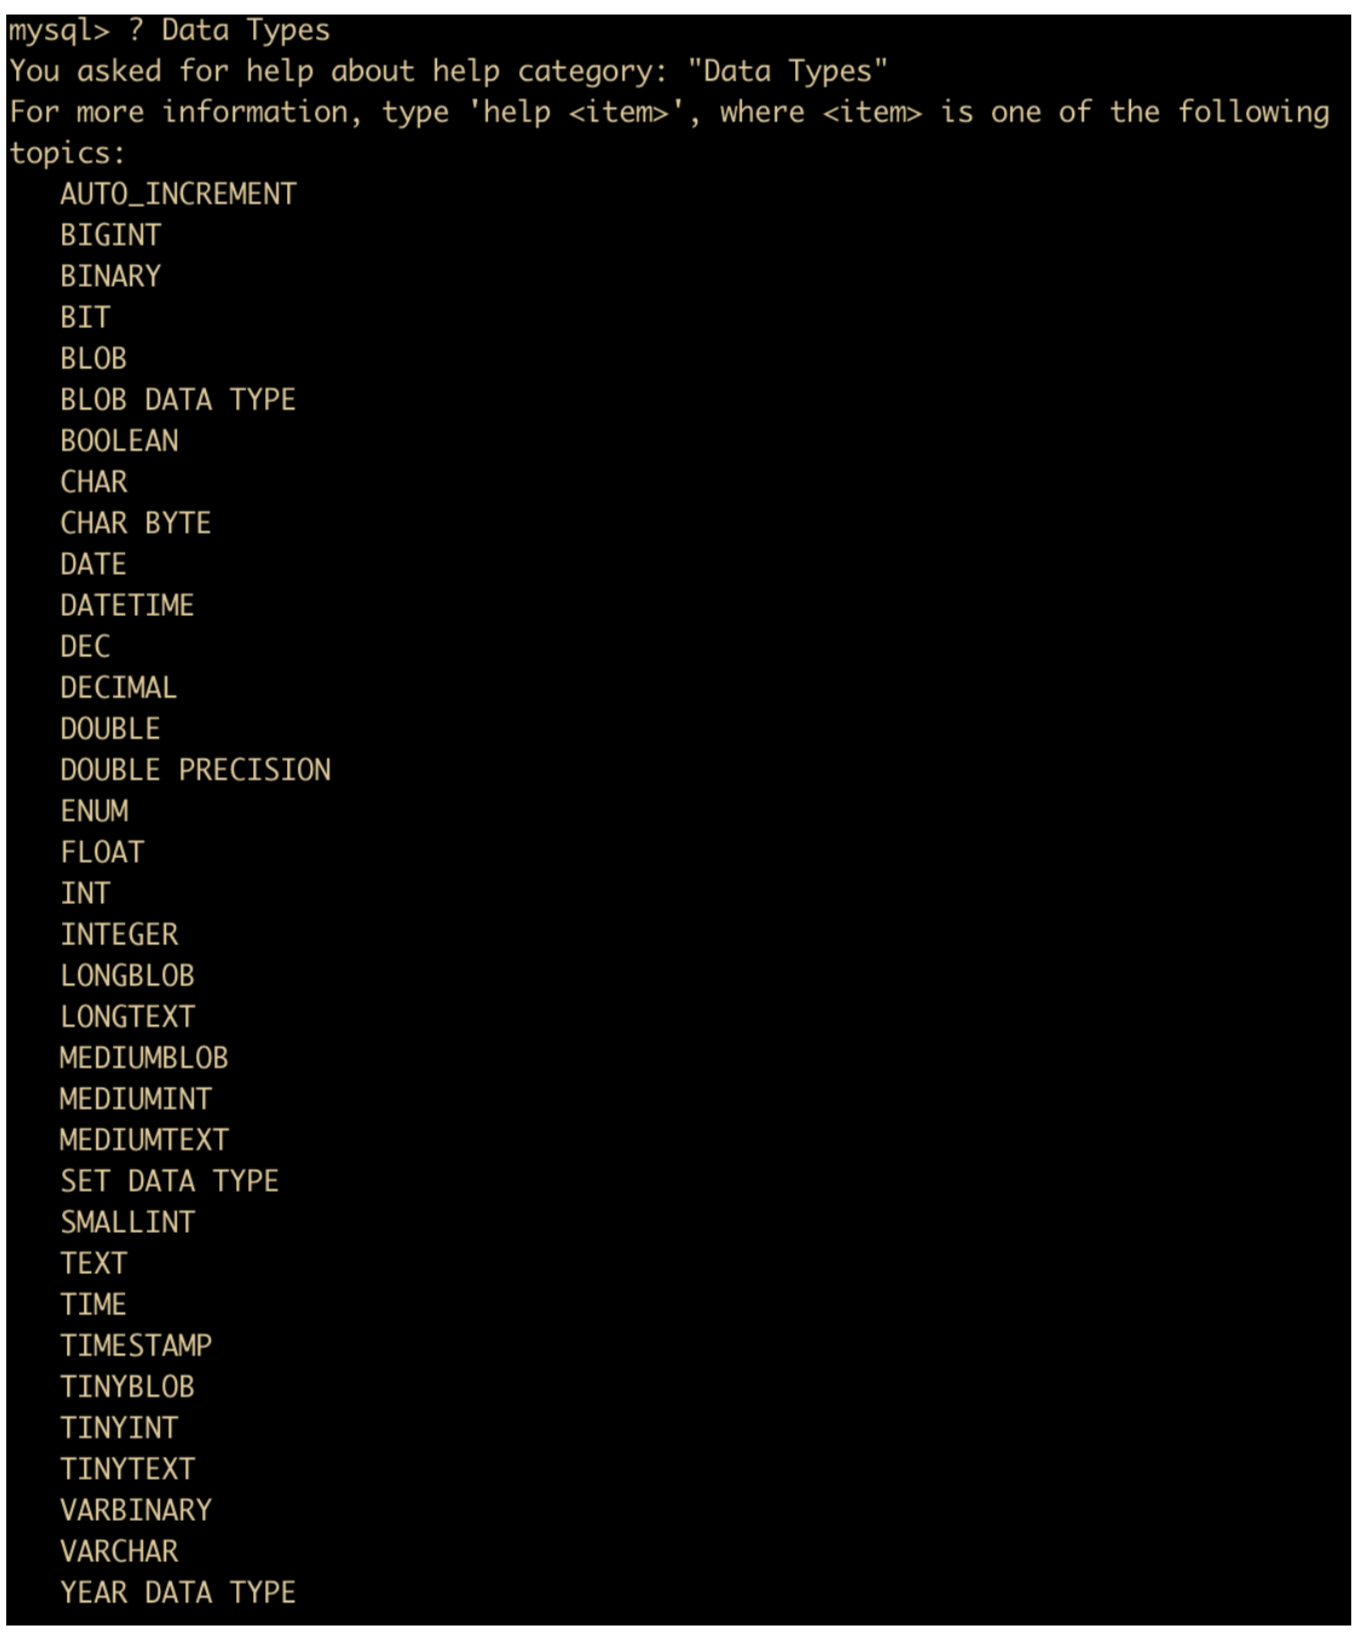 mysql> ? Data Types
You asked for help about help category: "Data Types"
For more information, type 'help <item>', where <item> is one of the following
topics:
AUTO_INCREMENT
BIGINT
BINARY
BIT
BLOB
BLOB DATA TYPE
BOOLEAN
CHAR
CHAR BYTE
DATE
DATETIME
DEC
DECIMAL
DOUBLE
DOUBLE PRECISION
ENUM
FLOAT
INT
INTEGER
LONGBLOB
LONGTEXT
MEDIUMBLOB
MEDIUMINT
MEDIUMTEXT
SET DATA TYPE
SMALLINT
TEXT
TIME
TIMESTAMP
TINYBLOB
TINYINT
TINYTEXT
VARBINARY
VARCHAR
YEAR DATA TYPE